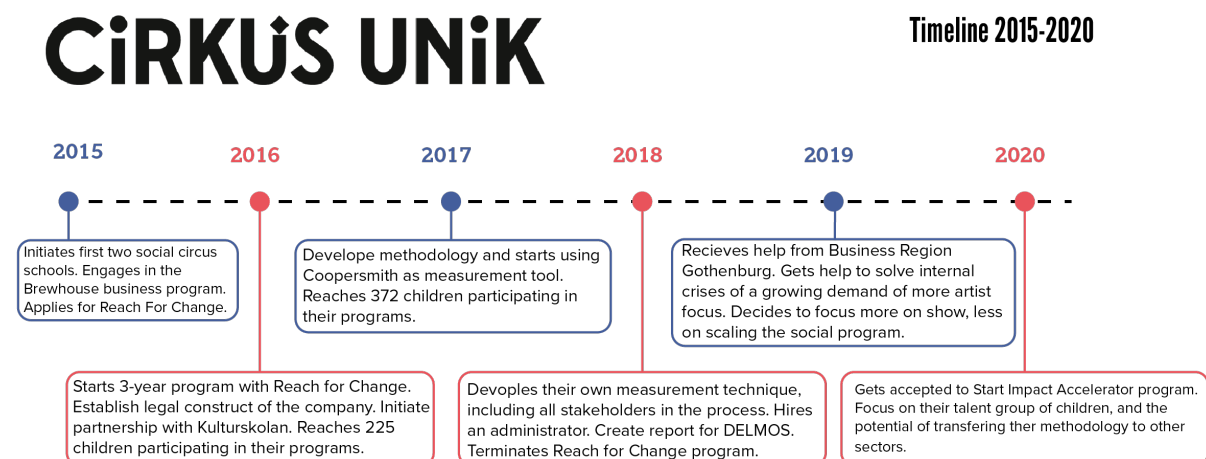 CiRKUS UNiK
Timeline 2015-2020
2015
2016
2017
2018
2019
2020
Initiates first two social circus
schools. Engages in the
Brewhouse business program.
Applies for Reach For Change.
Develope methodology and starts using
Coopersmith as measurement tool.
Reaches 372 children participating in
their programs.
Recieves help from Business Region
Gothenburg. Gets help to solve internal
crises of a growing demand of more artist
focus. Decides to focus more on show, less
on scaling the social program.
Starts 3-year program with Reach for Change.
Establish legal construct of the company. Initiate
partnership with Kulturskolan. Reaches 225
children participating in their programs.
Devoples their own measurement technique,
including all stakeholders in the process. Hires
an administrator. Create report for DELMOS.
Terminates Reach for Change program.
Gets accepted to Start Impact Accelerator program.
Focus on their talent group of children, and the
potential of transfering ther methodology to other
sectors.